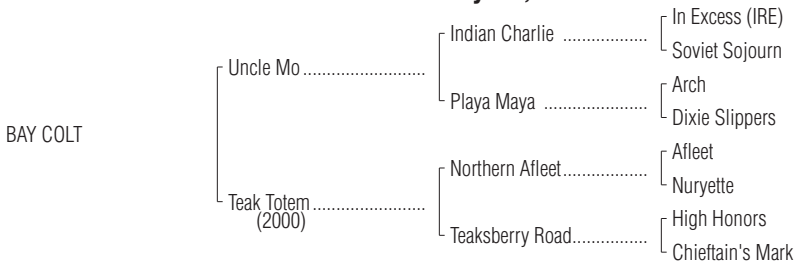 In Excess (IRE)
Indian Charlie ..................
Soviet Sojourn
Uncle Mo ..........................
Arch
Playa Maya ......................
Dixie Slippers
BAY COLT
Afleet
Northern Afleet..................
Nuryette
Teak Totem ........................
(2000)
High Honors
Teaksberry Road................
Chieftain's Mark